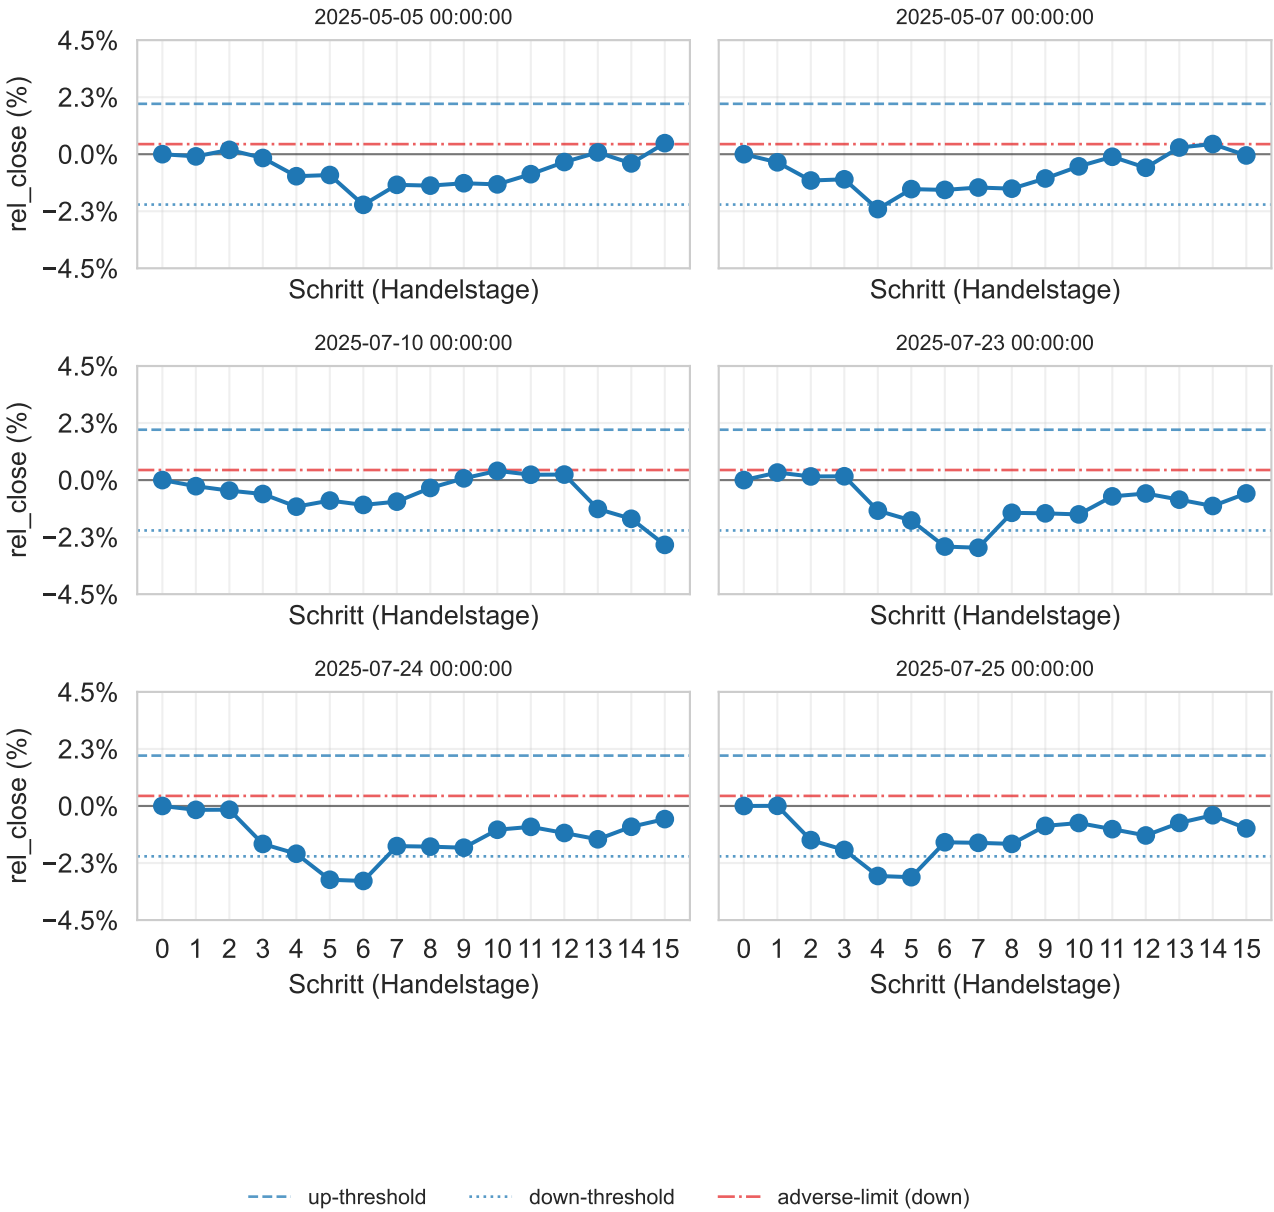 2025-05-05 00:00:00
2025-05-07 00:00:00
rel_close (%)
4.5%
2.3%
0.0%
−2.3%
−4.5%
Schritt (Handelstage)
Schritt (Handelstage)
2025-07-10 00:00:00
2025-07-23 00:00:00
rel_close (%)
4.5%
2.3%
0.0%
−2.3%
−4.5%
Schritt (Handelstage)
Schritt (Handelstage)
2025-07-24 00:00:00
2025-07-25 00:00:00
rel_close (%)
4.5%
2.3%
0.0%
−2.3%
−4.5%
0 1 2 3 4 5 6 7 8 9 10 11 12 13 14 15
0 1 2 3 4 5 6 7 8 9 10 11 12 13 14 15
Schritt (Handelstage)
Schritt (Handelstage)
up-threshold
down-threshold
adverse-limit (down)